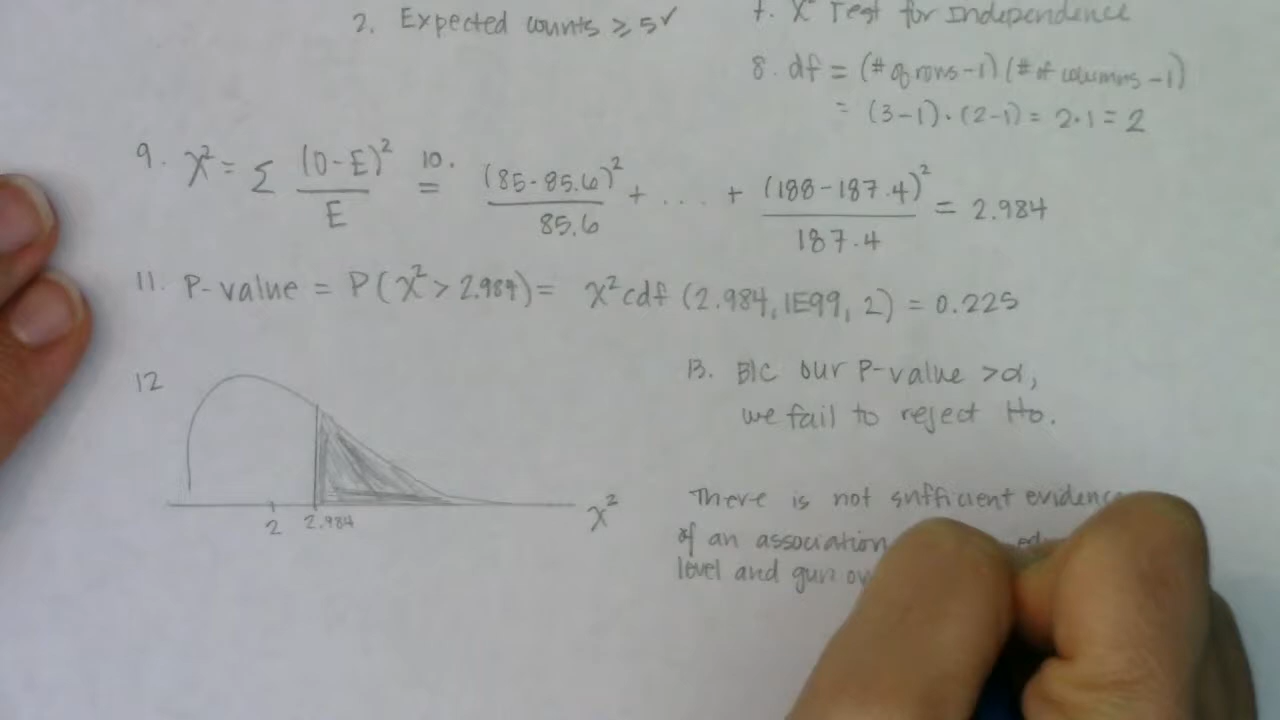 2. Expected counts ≥ 5 ✓
7. χ² Test for Independence
8. df = (# of rows - 1) (# of columns - 1)
= (3-1)·(2-1) = 2·1 = 2
9. χ² = Σ (O-E)²/E 10. = (85-85.6)²/85.6 + ... + (188-187.4)²/187.4 = 2.984
11. P-value = P(χ² > 2.984) = χ²cdf (2.984, 1E99, 2) = 0.225
12
2 2.984 χ²
13. B/C our P-value > α,
we fail to reject Ho.
There is not sufficient evidence
of an association
level and gun